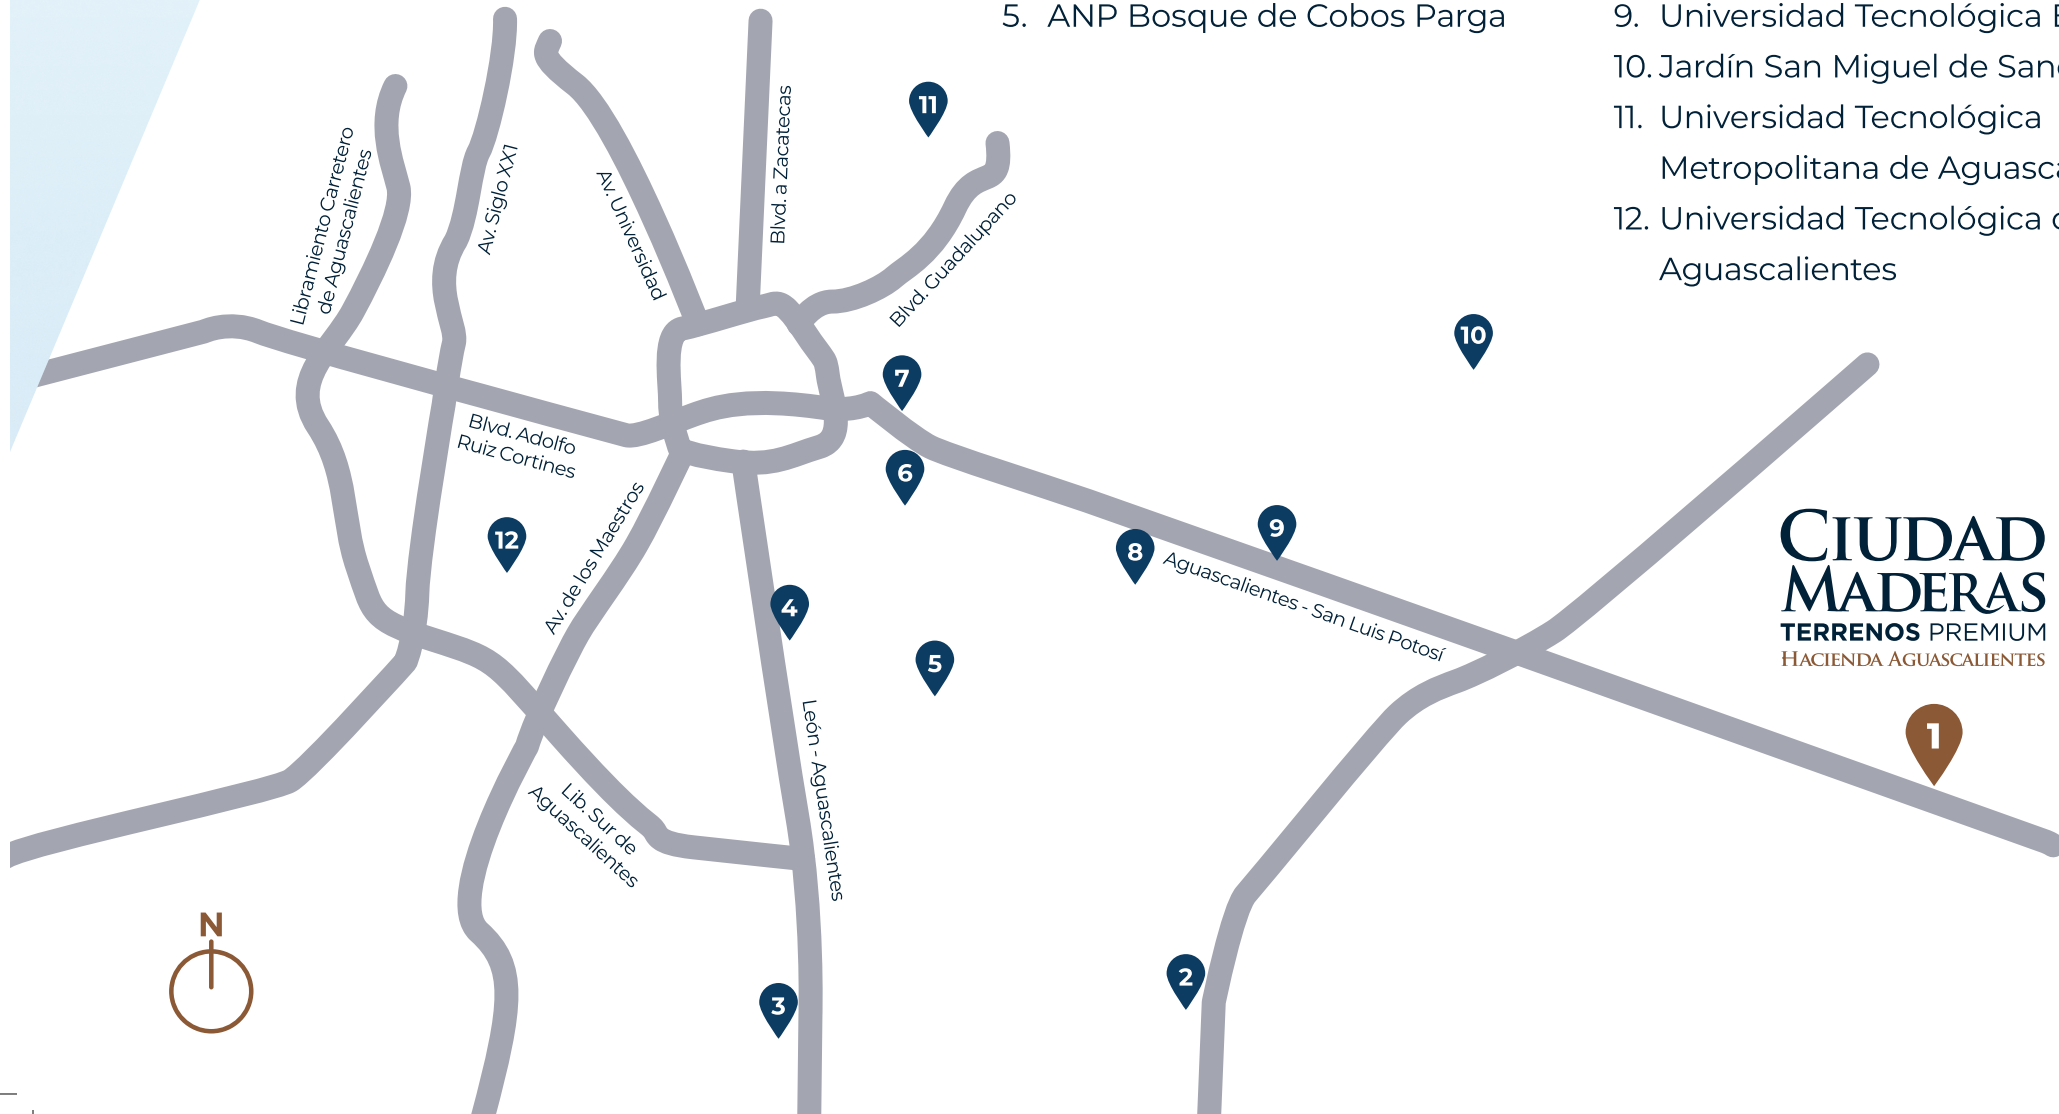 5. ANP Bosque de Cobos Parga
9. Universidad Tecnológica
10. Jardín San Miguel de
11. Universidad Tecnológica
Metropolitana de
12. Universidad Tecnológica
Aguascalientes
Libramiento Carretero
de Aguascalientes
Av. Siglo XX1
Av. Universidad
Blvd. a Zacatecas
11
Blvd. Guadalupano
10
7
Blvd. Adolfo
Ruiz Cortines
6
12
Av. de los Maestros
4
5
8
9
Aguascalientes - San Luis Potosí
CIUDAD
MADERAS
TERRENOS PREMIUM
HACIENDA AGUASCALIENTES
1
León - Aguascalientes
Lib. Sur de
Aguascalientes
N
3
2